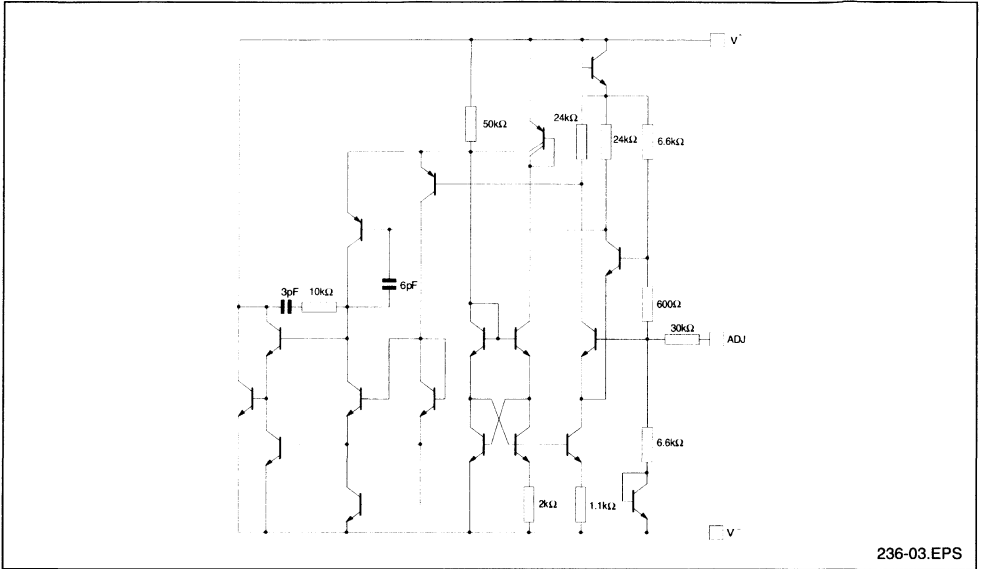 V+
50kΩ
24kΩ
24kΩ
6.6kΩ
3pF
10kΩ
6pF
600Ω
30kΩ
ADJ
6.6kΩ
2kΩ
1.1kΩ
V−
236-03.EPS